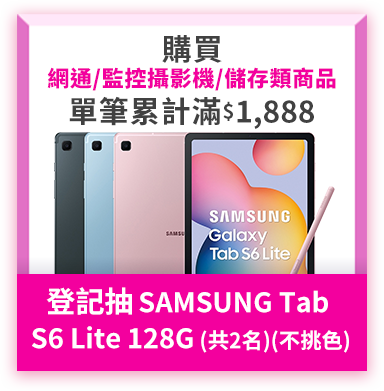 購買
網通/監控攝影機/儲存類商品
單筆累計滿$1,888
SAMSUNG
Galaxy
Tab S6 Lite
登記抽 SAMSUNG Tab
S6 Lite 128G (共2名)(不挑色)